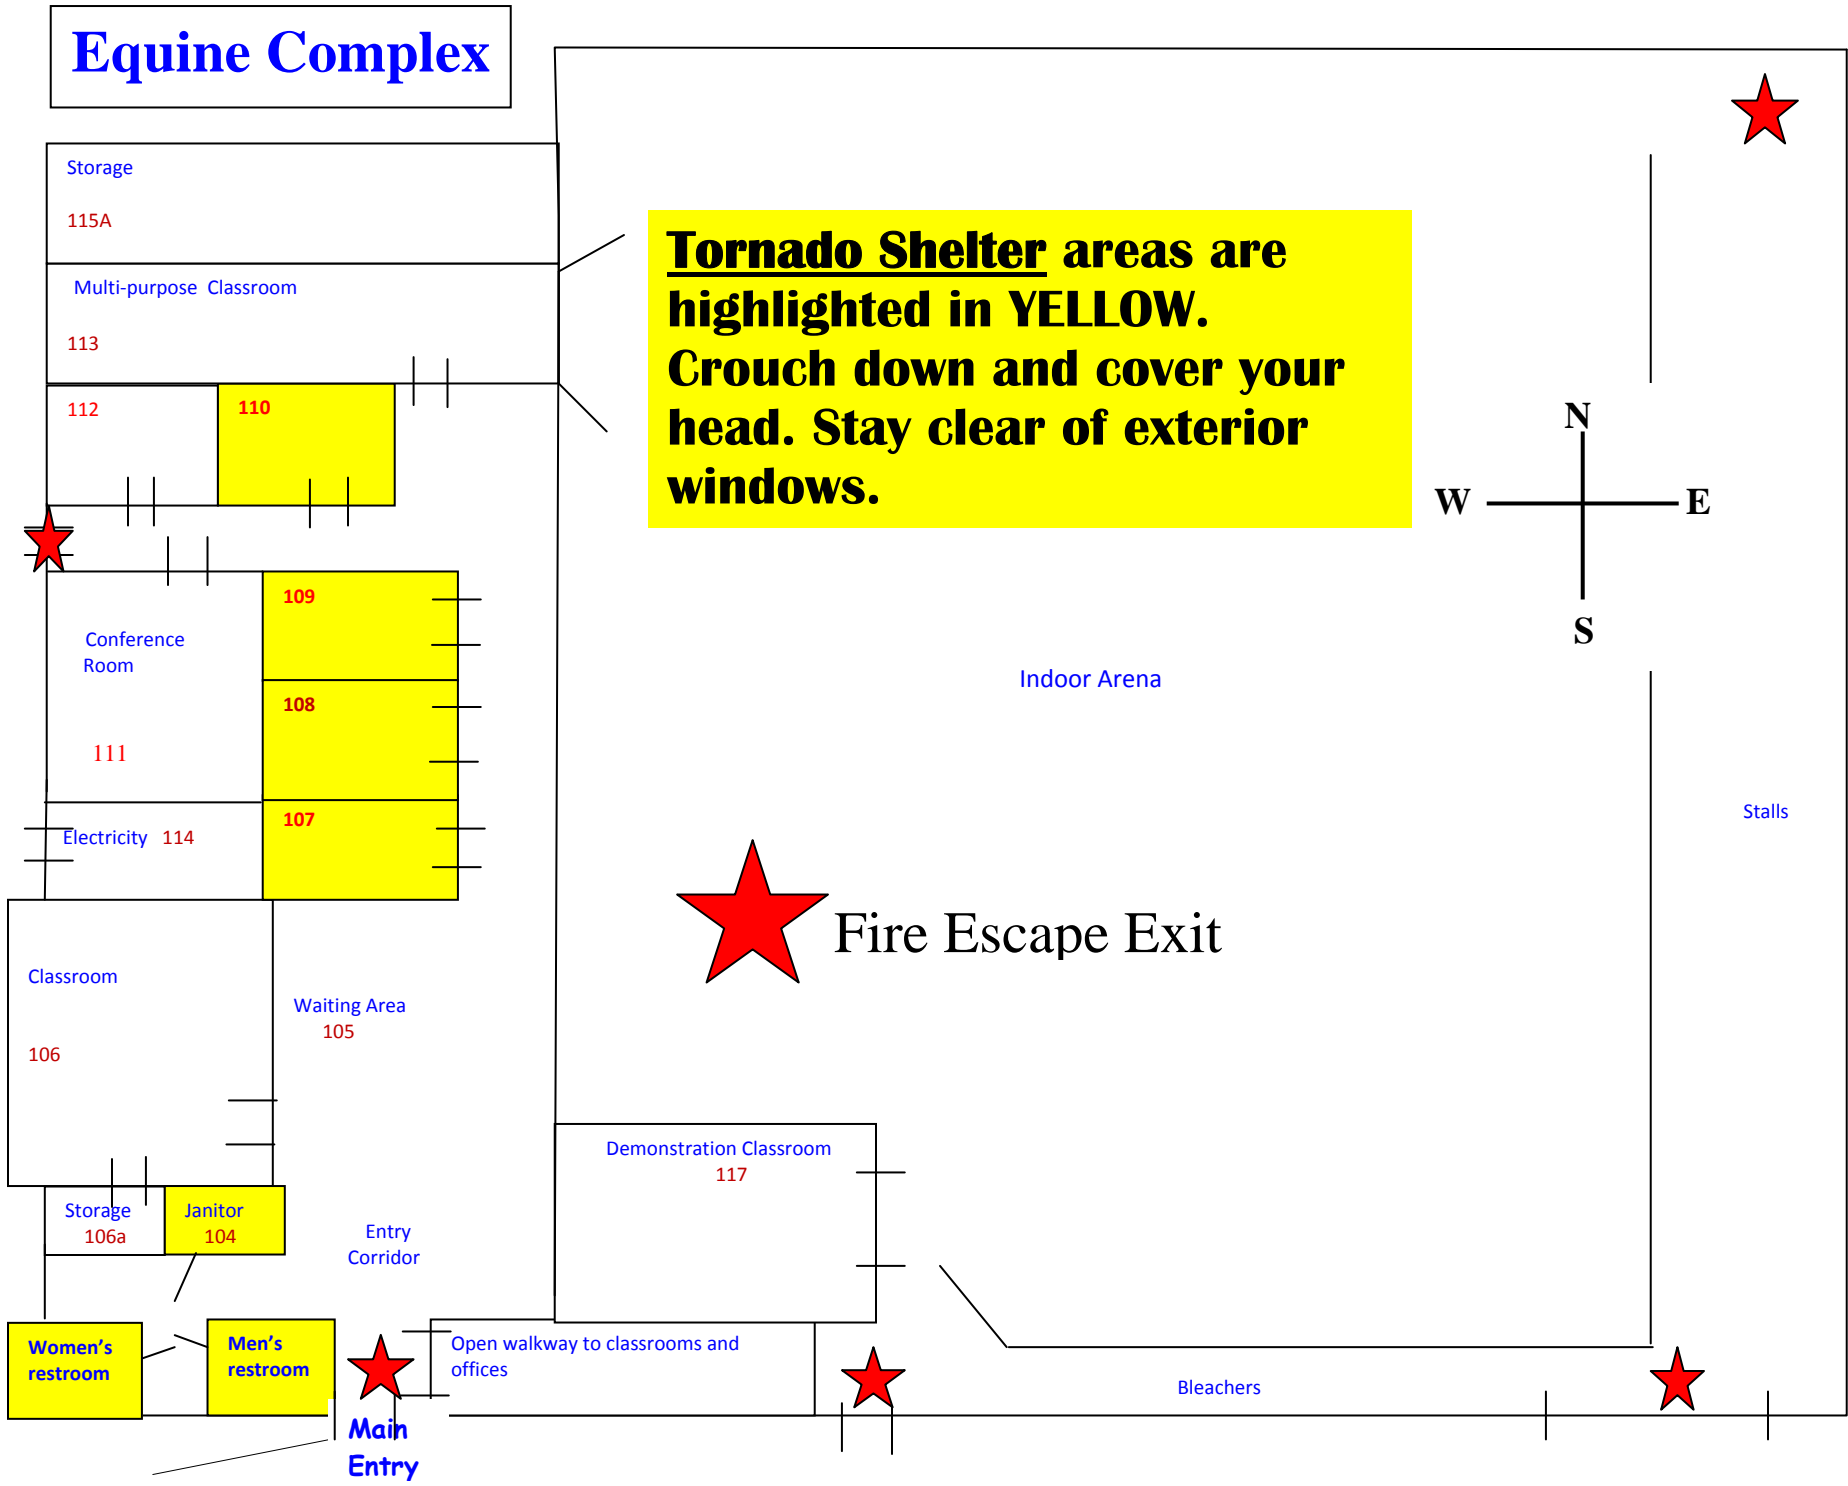 Equine Complex
Storage
115A
Multi-purpose Classroom
113
112
110
Tornado Shelter areas are
highlighted in YELLOW.
Crouch down and cover your
head. Stay clear of exterior
windows.
N
W
E
S
109
Conference
Room
108
111
107
Electricity 114
Indoor Arena
Stalls
Fire Escape Exit
Classroom
106
Waiting Area
105
Demonstration Classroom
117
Storage
106a
Janitor
104
Entry
Corridor
Women's
restroom
Men's
restroom
Open walkway to classrooms and
offices
Bleachers
Main
Entry